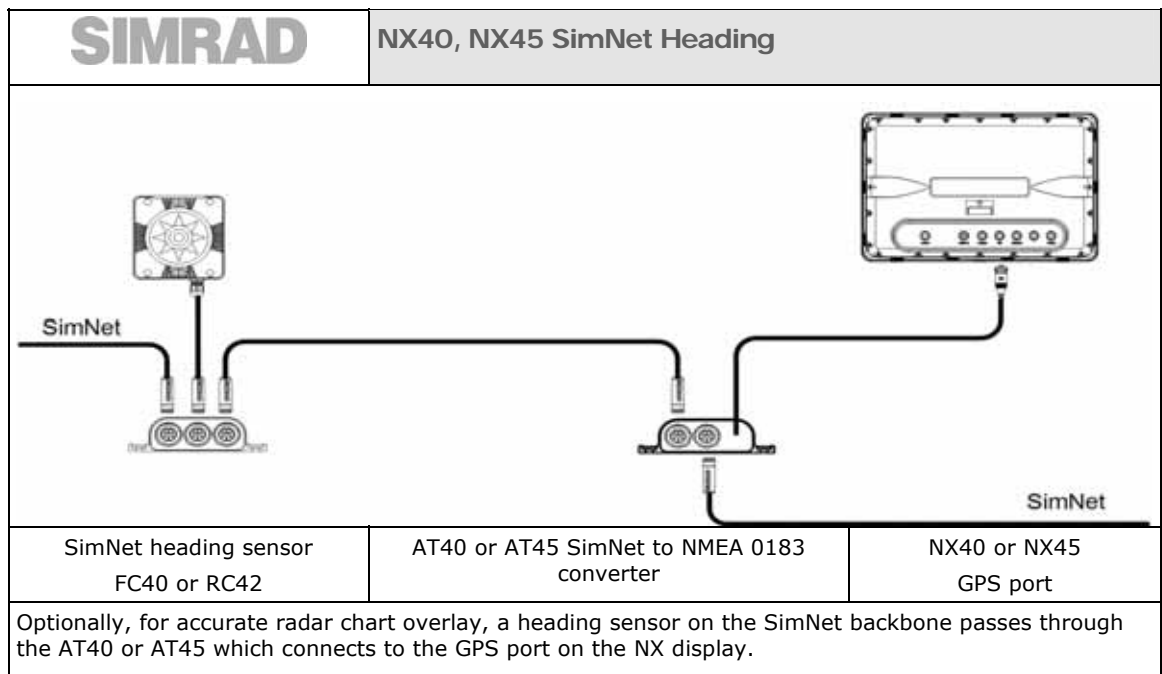 SIMRAD
NX40, NX45 SimNet Heading
SimNet
SimNet
SimNet heading sensor
FC40 or RC42
AT40 or AT45 SimNet to NMEA 0183
converter
NX40 or NX45
GPS port
Optionally, for accurate radar chart overlay, a heading sensor on the SimNet backbone passes through
the AT40 or AT45 which connects to the GPS port on the NX display.